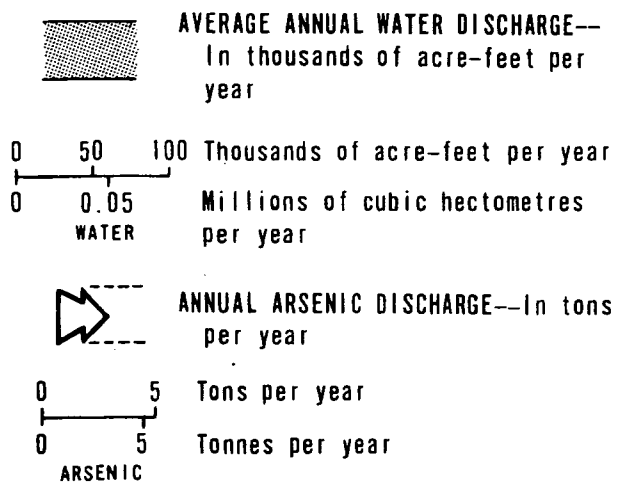 AVERAGE ANNUAL WATER DISCHARGE--
In thousands of acre-feet per
year
0 50 100 Thousands of acre-feet per year
0 0.05 Millions of cubic hectometres
WATER per year
ANNUAL ARSENIC DISCHARGE--In tons
per year
0 5 Tons per year
0 5 Tonnes per year
ARSENIC